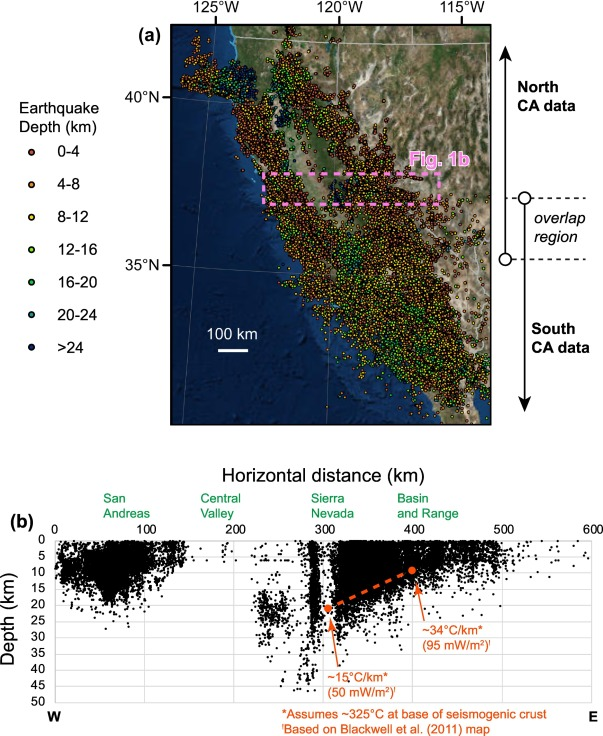 125°W 120°W 115°W
(a)
40°N
35°N
Earthquake
Depth (km)
0-4
4-8
8-12
12-16
16-20
20-24
>24
Fig. 1b
100 km
North
CA data
overlap
region
South
CA data
Horizontal distance (km)
(b)
San
Andreas
Central
Valley
Sierra
Nevada
Basin
and Range
0 100 200 300 400 500 600
Depth (km)
0
5
10
15
20
25
30
35
40
45
50
~34°C/km*
(95 mW/m²)ᵗ
~15°C/km*
(50 mW/m²)ᵗ
W
E
*Assumes ~325°C at base of seismogenic crust
ᵗBased on Blackwell et al. (2011) map